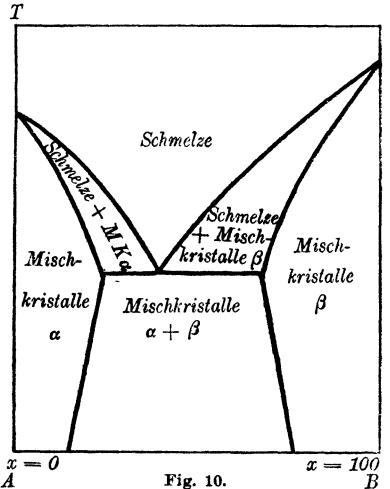 T
Schmelze
Schmelze + M K α
Schmelze
+ Misch-
kristalle β
Misch-
kristalle
α
Mischkristalle
α + β
Misch-
kristalle
β
x = 0
x = 100
A
Fig. 10.
B